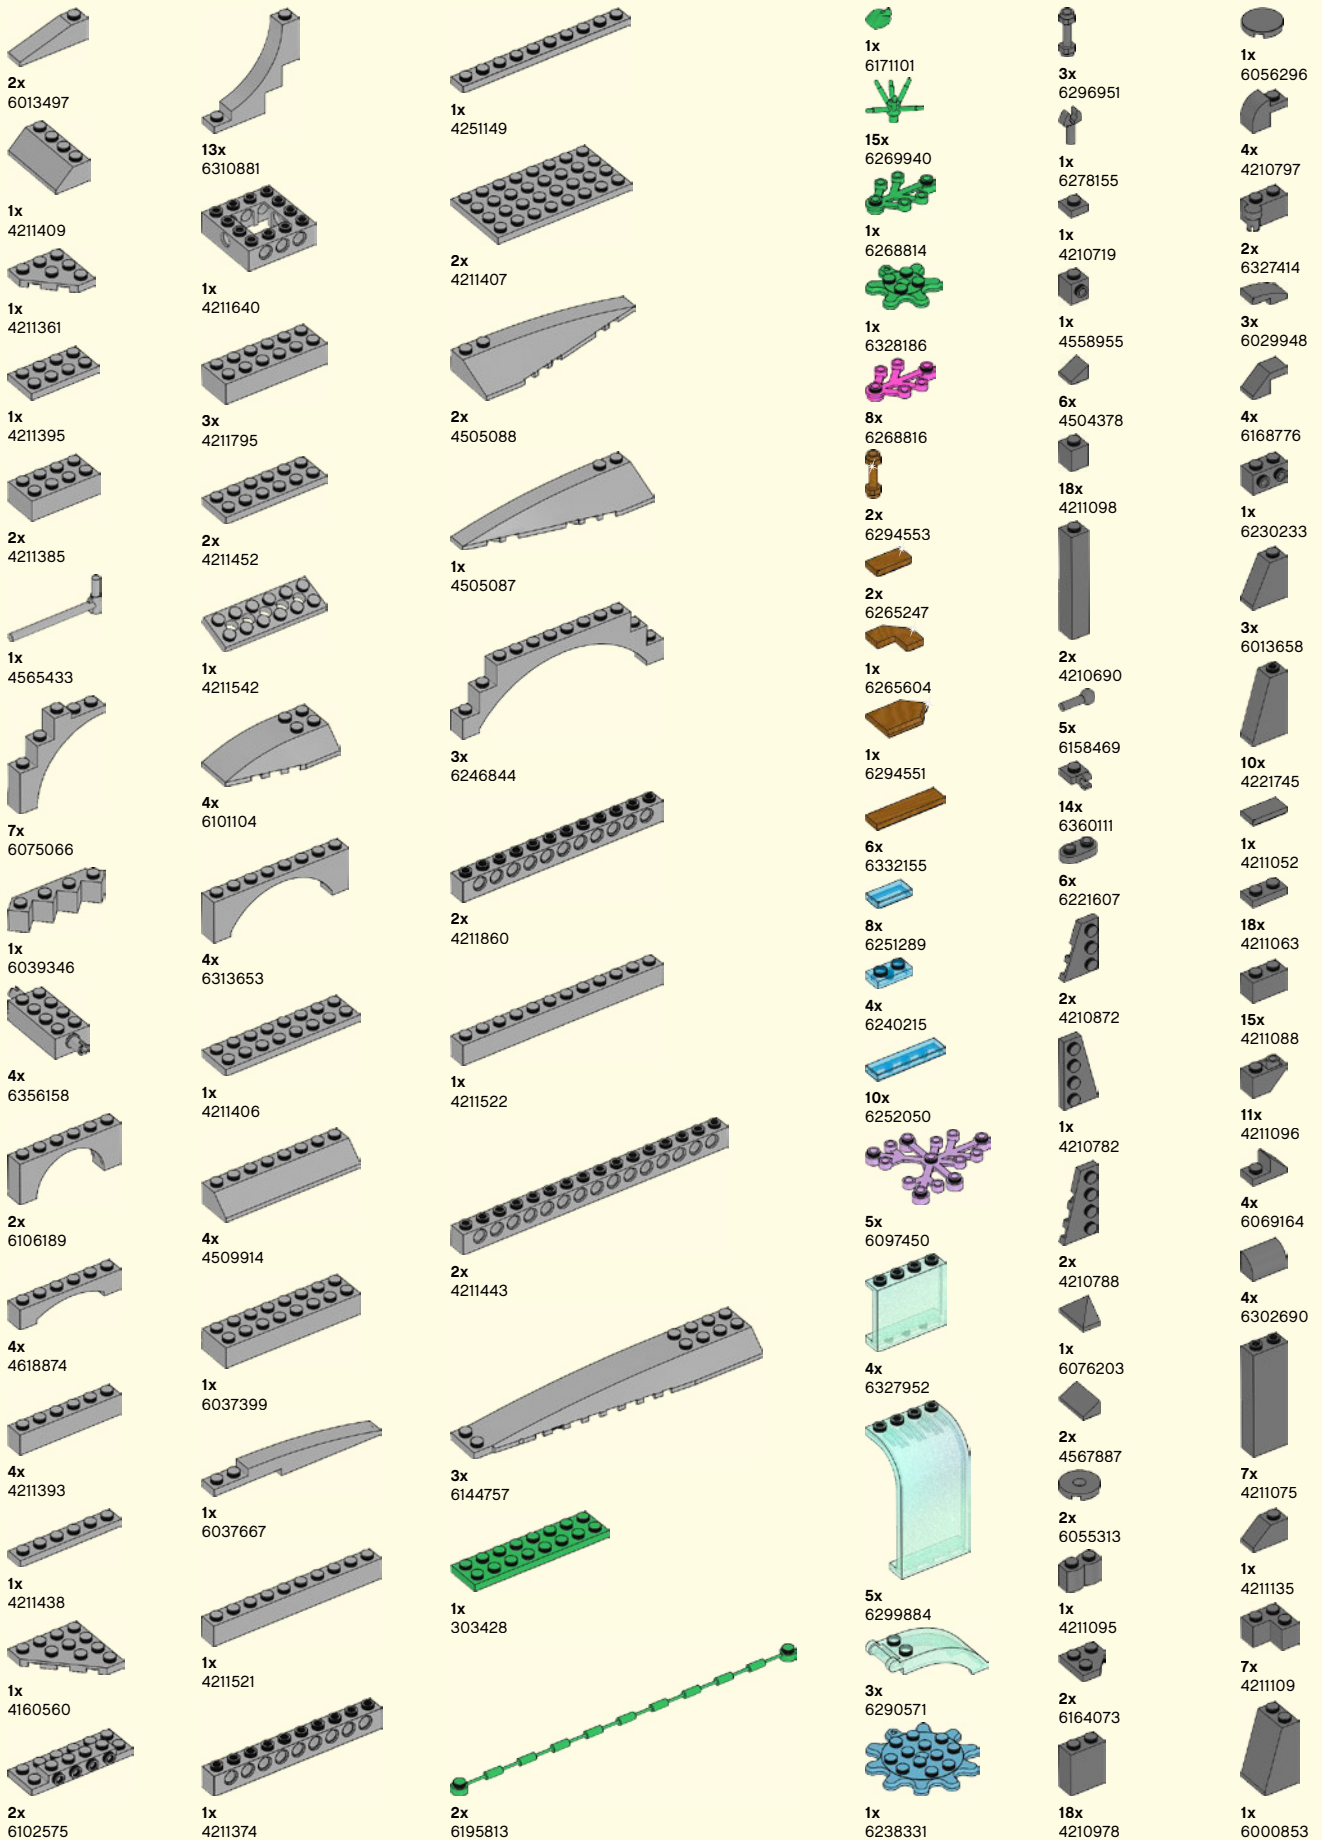 2x
6013497
1x
4211409
1x
4211361
1x
4211395
2x
4211385
1x
4565433
7x
6075066
1x
6039346
4x
6356158
2x
6106189
4x
4618874
4x
4211393
1x
4211438
1x
4160560
2x
6102575
13x
6310881
1x
4211640
3x
4211795
2x
4211452
1x
4211542
4x
6101104
4x
6313653
1x
4211406
4x
4509914
1x
6037399
1x
6037667
1x
4211521
1x
4211374
1x
4251149
2x
4211407
2x
4505088
1x
4505087
3x
6246844
2x
4211860
1x
4211522
2x
4211443
3x
6144757
1x
303428
2x
6195813
1x
6171101
15x
6269940
1x
6268814
1x
6328186
8x
6268816
2x
6294553
2x
6265247
1x
6265604
1x
6294551
6x
6332155
8x
6251289
4x
6240215
10x
6252050
5x
6097450
4x
6327952
5x
6299884
3x
6290571
1x
6238331
3x
6296951
1x
6278155
1x
4210719
1x
4558955
6x
4504378
18x
4211098
2x
4210690
5x
6158469
14x
6360111
6x
6221607
2x
4210872
1x
4210782
2x
4210788
1x
6076203
2x
4567887
2x
6055313
1x
4211095
2x
6164073
18x
4210978
1x
6056296
4x
4210797
2x
6327414
3x
6029948
4x
6168776
1x
6230233
3x
6013658
10x
4221745
1x
4211052
18x
4211063
15x
4211088
11x
4211096
4x
6069164
4x
6302690
7x
4211075
1x
4211135
7x
4211109
1x
6000853